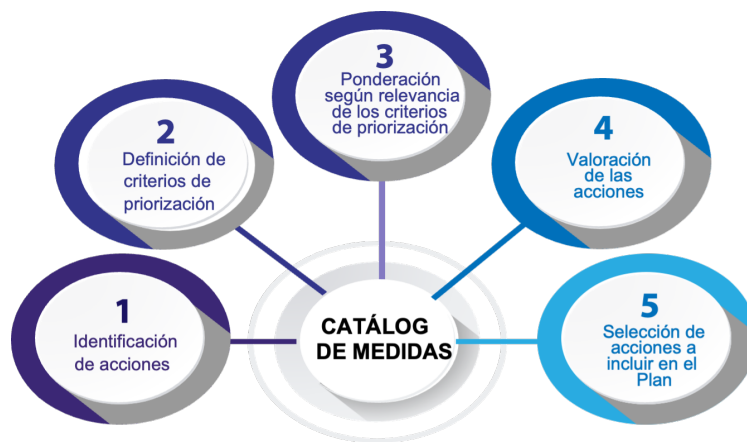 1
Identificación
de acciones
2
Definición de
criterios de
priorización
3
Ponderación
según relevancia
de los criterios
de priorización
4
Valoración
de las
acciones
5
Selección de
acciones a
incluir en el
Plan
CATÁLOG
DE MEDIDAS